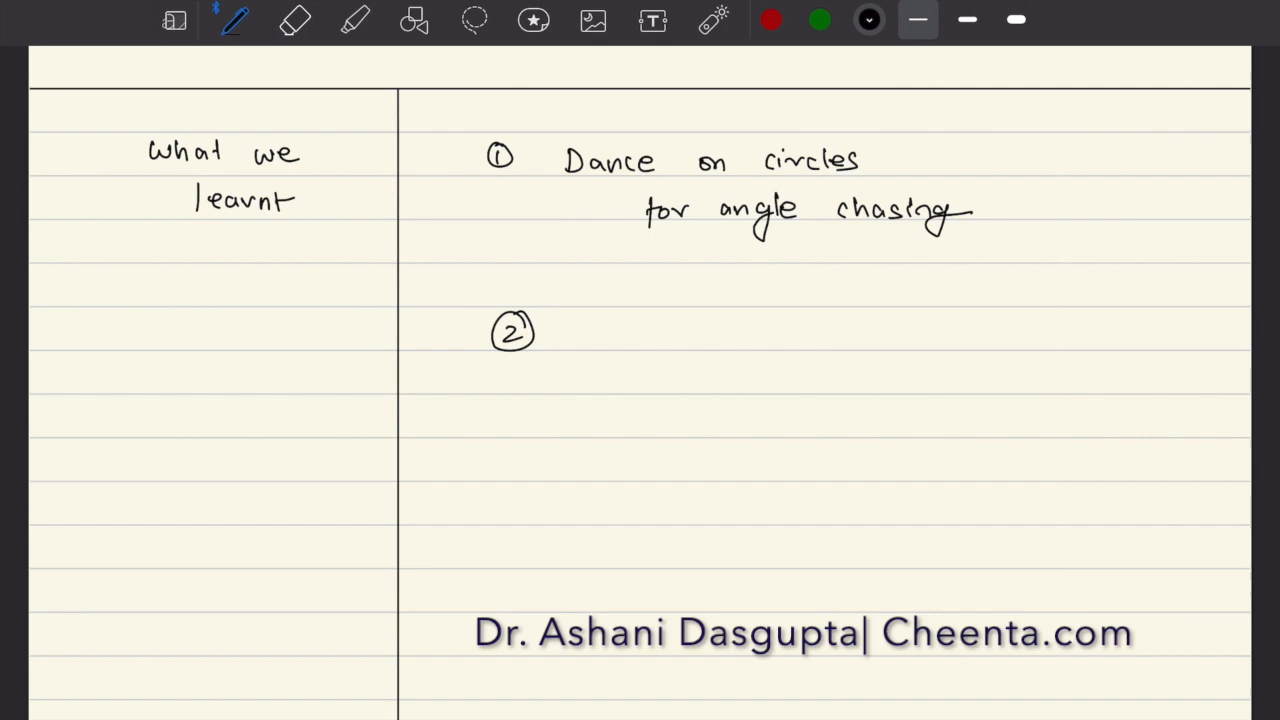 What we
learnt
① Dance on circles
for angle chasing
②
Dr. Ashani Dasgupta| Cheenta.com